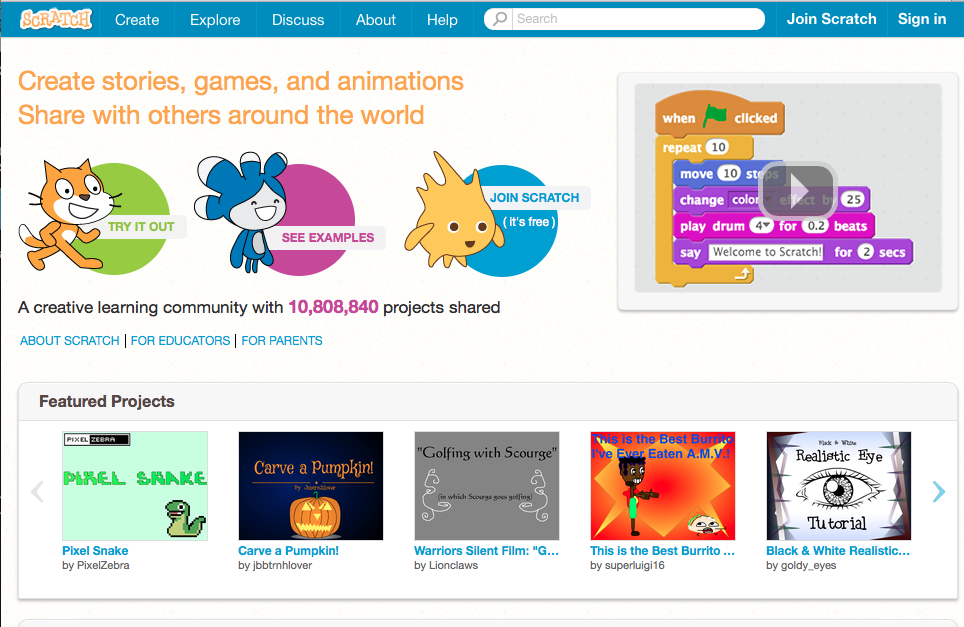 SCRATCH
Create
Explore
Discuss
About
Help
Search
Join Scratch
Sign in
Create stories, games, and animations
Share with others around the world
TRY IT OUT
SEE EXAMPLES
JOIN SCRATCH
( it's free )
when clicked
repeat 10
move 10 steps
change color effect by 25
play drum 4 for 0.2 beats
say Welcome to Scratch! for 2 secs
A creative learning community with 10,808,840 projects shared
ABOUT SCRATCH | FOR EDUCATORS | FOR PARENTS
Featured Projects
PIXEL ZEBRA
PIXEL SNAKE
Pixel Snake
by PixelZebra
Carve a Pumpkin!
by Jbbtrnhlover
Carve a Pumpkin!
by jbbtrnhlover
"Golfing with Scourge"
(in which Scourge goes golfing)
Warriors Silent Film: "G...
by Lionclaws
This is the Best Burrito
I've Ever Eaten A.M.V.!
This is the Best Burrito ...
by superluigi16
Black & White
Realistic Eye
Tutorial
Black & White Realistic...
by goldy_eyes